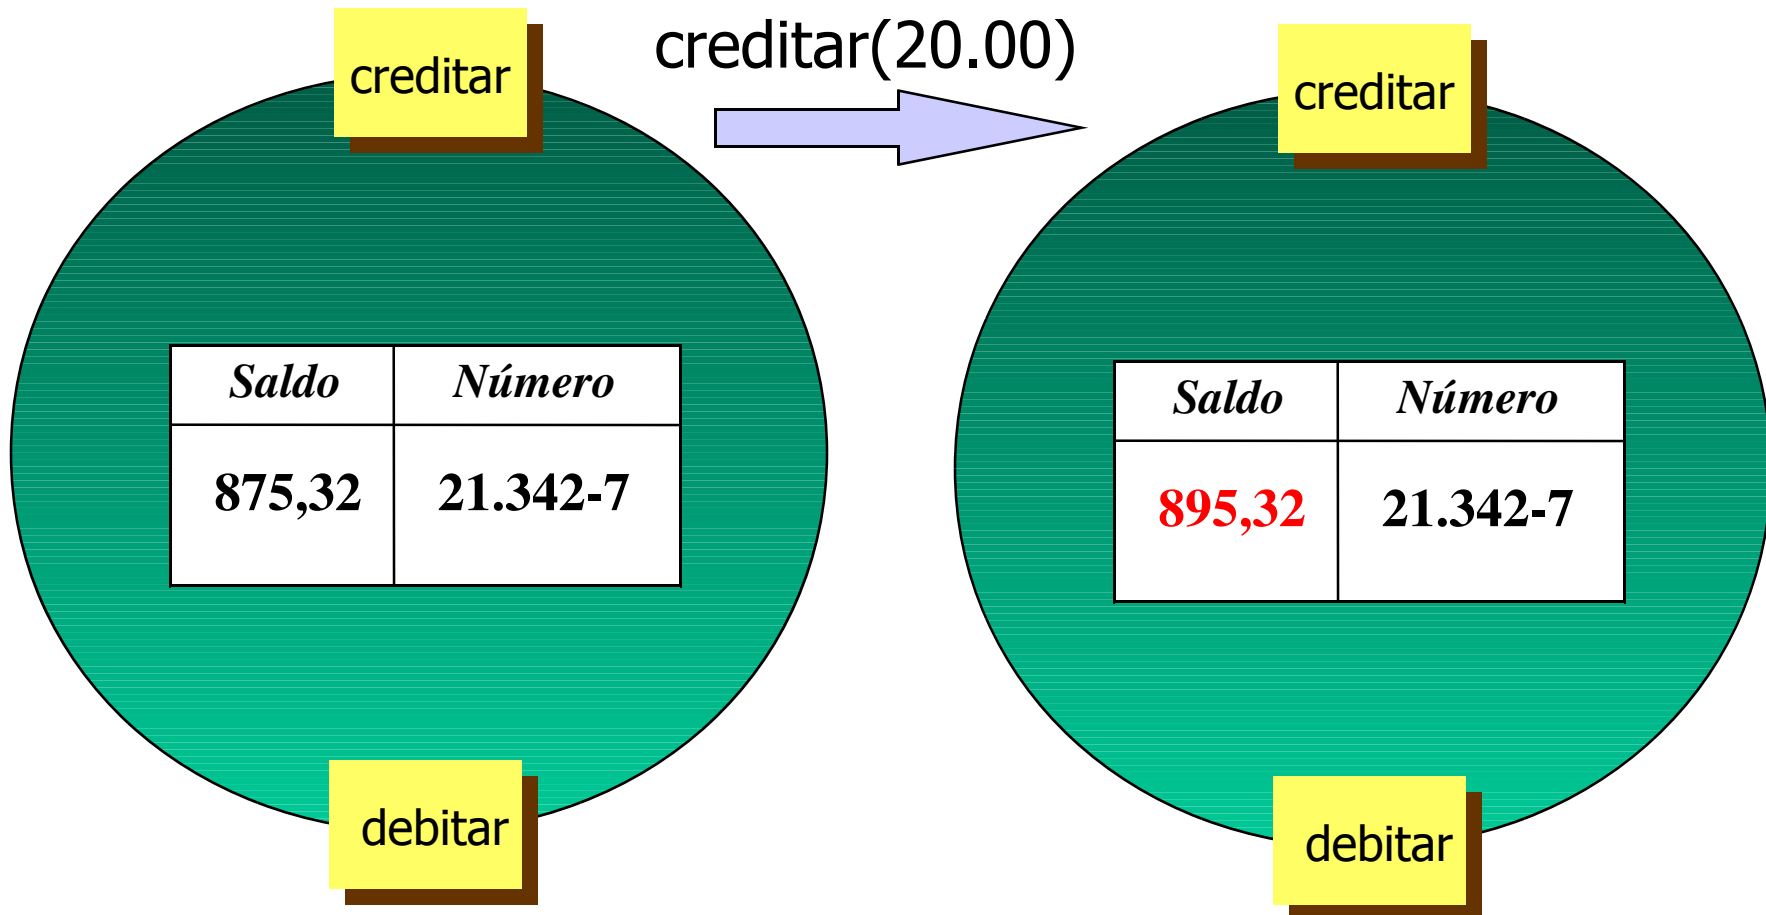 creditar
Saldo Número
875,32 21.342-7
debitar
creditar(20.00)
creditar
Saldo Número
895,32 21.342-7
debitar